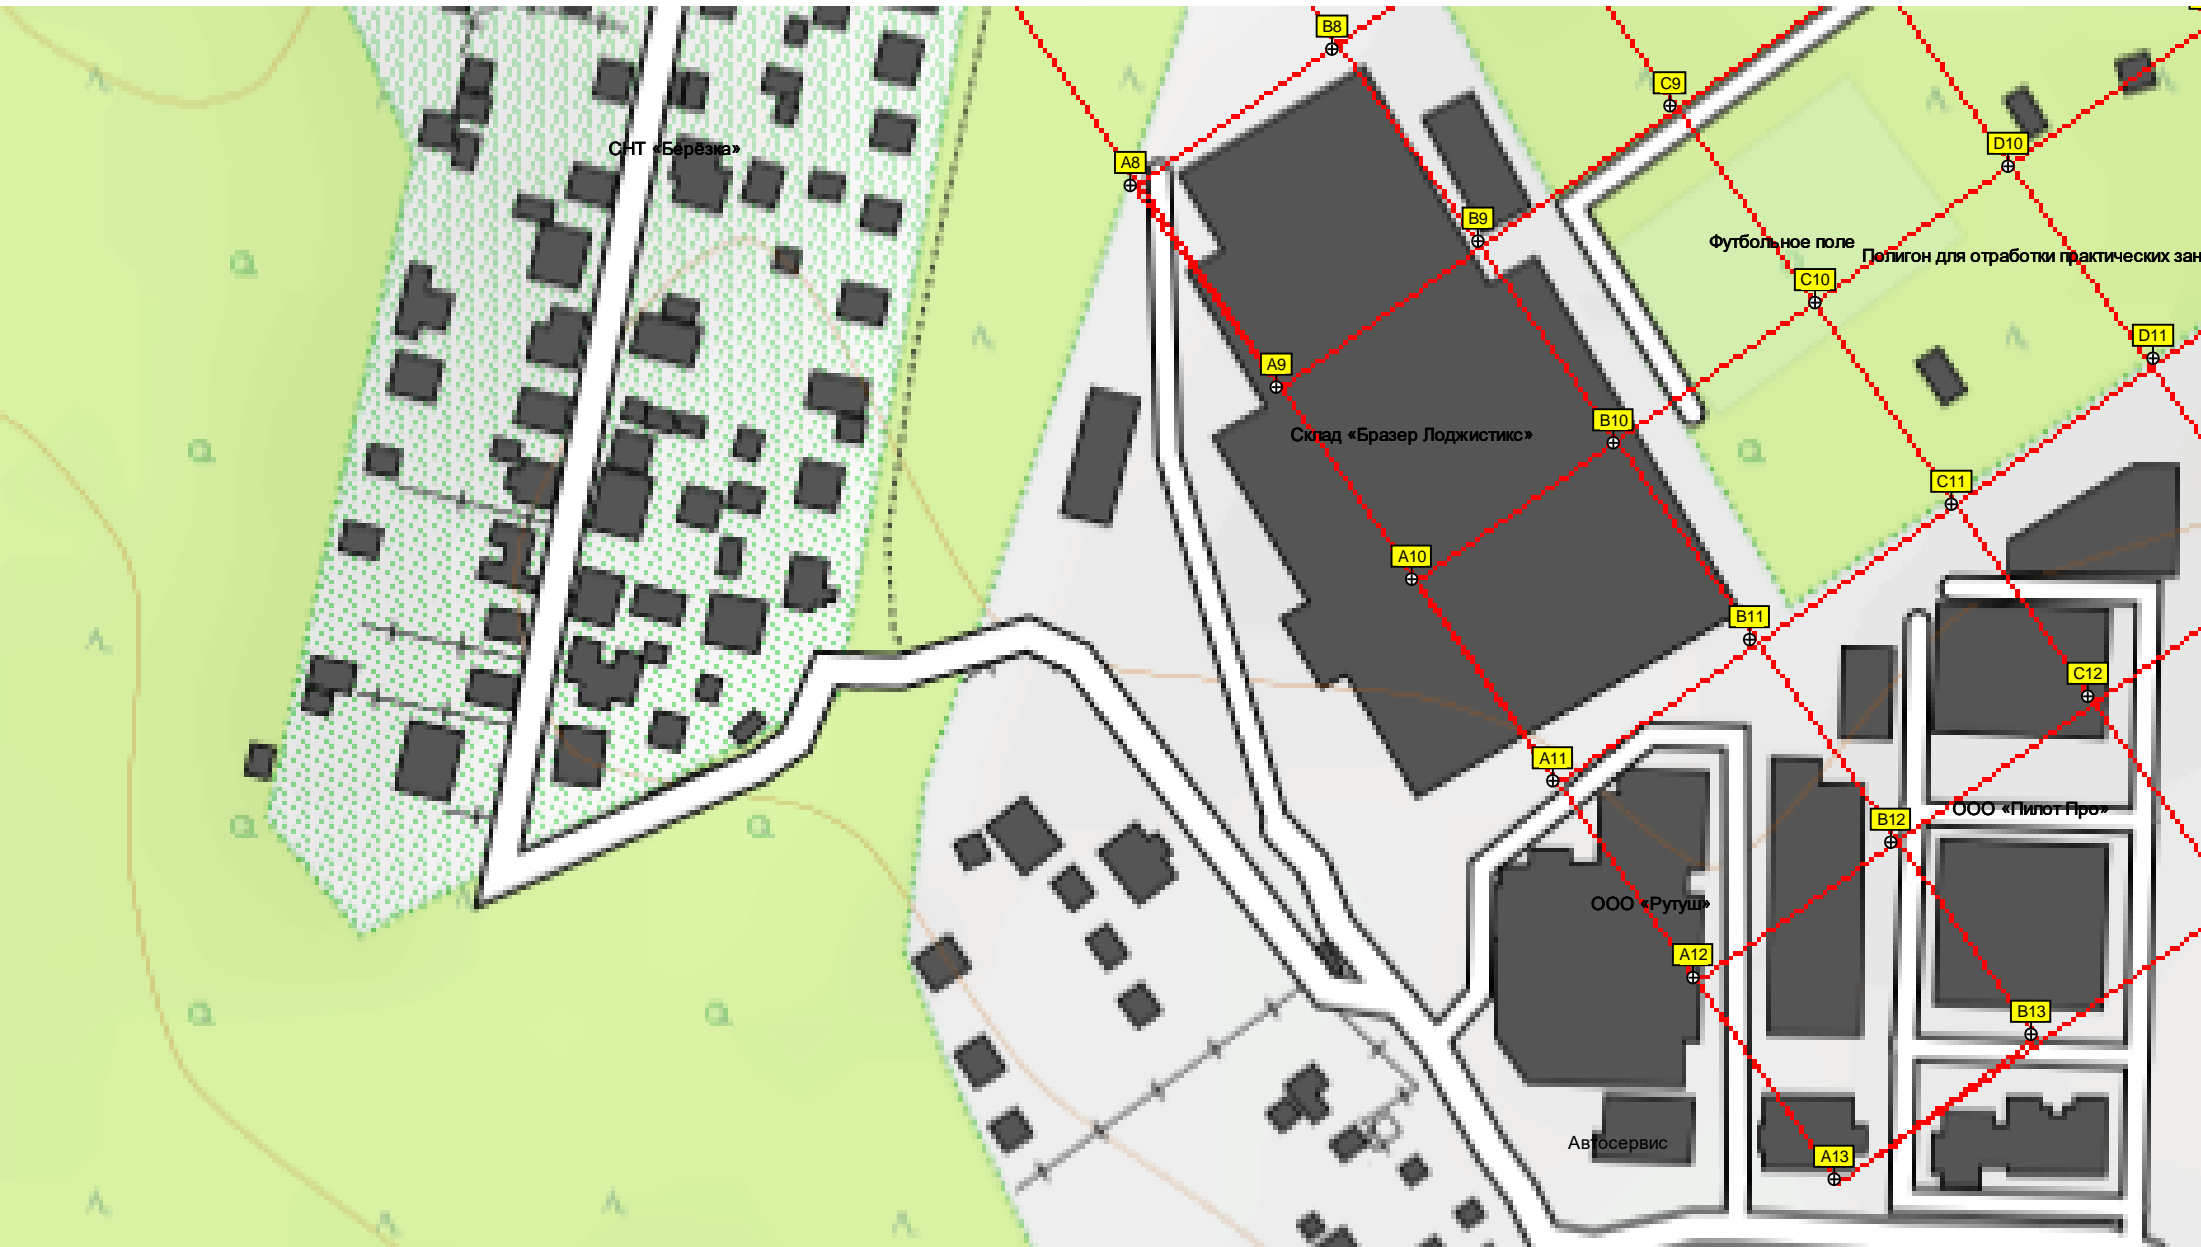 B8
C9
D10
СНТ «Берёзка»
A8
B9
Футбольное поле
Полигон для отработки практических зан
C10
D11
A9
B10
Склад «Бразер Лоджистикс»
C11
A10
B11
C12
A11
ООО «Пилот Про»
B12
ООО «Рутуш»
A12
B13
Автосервис
A13